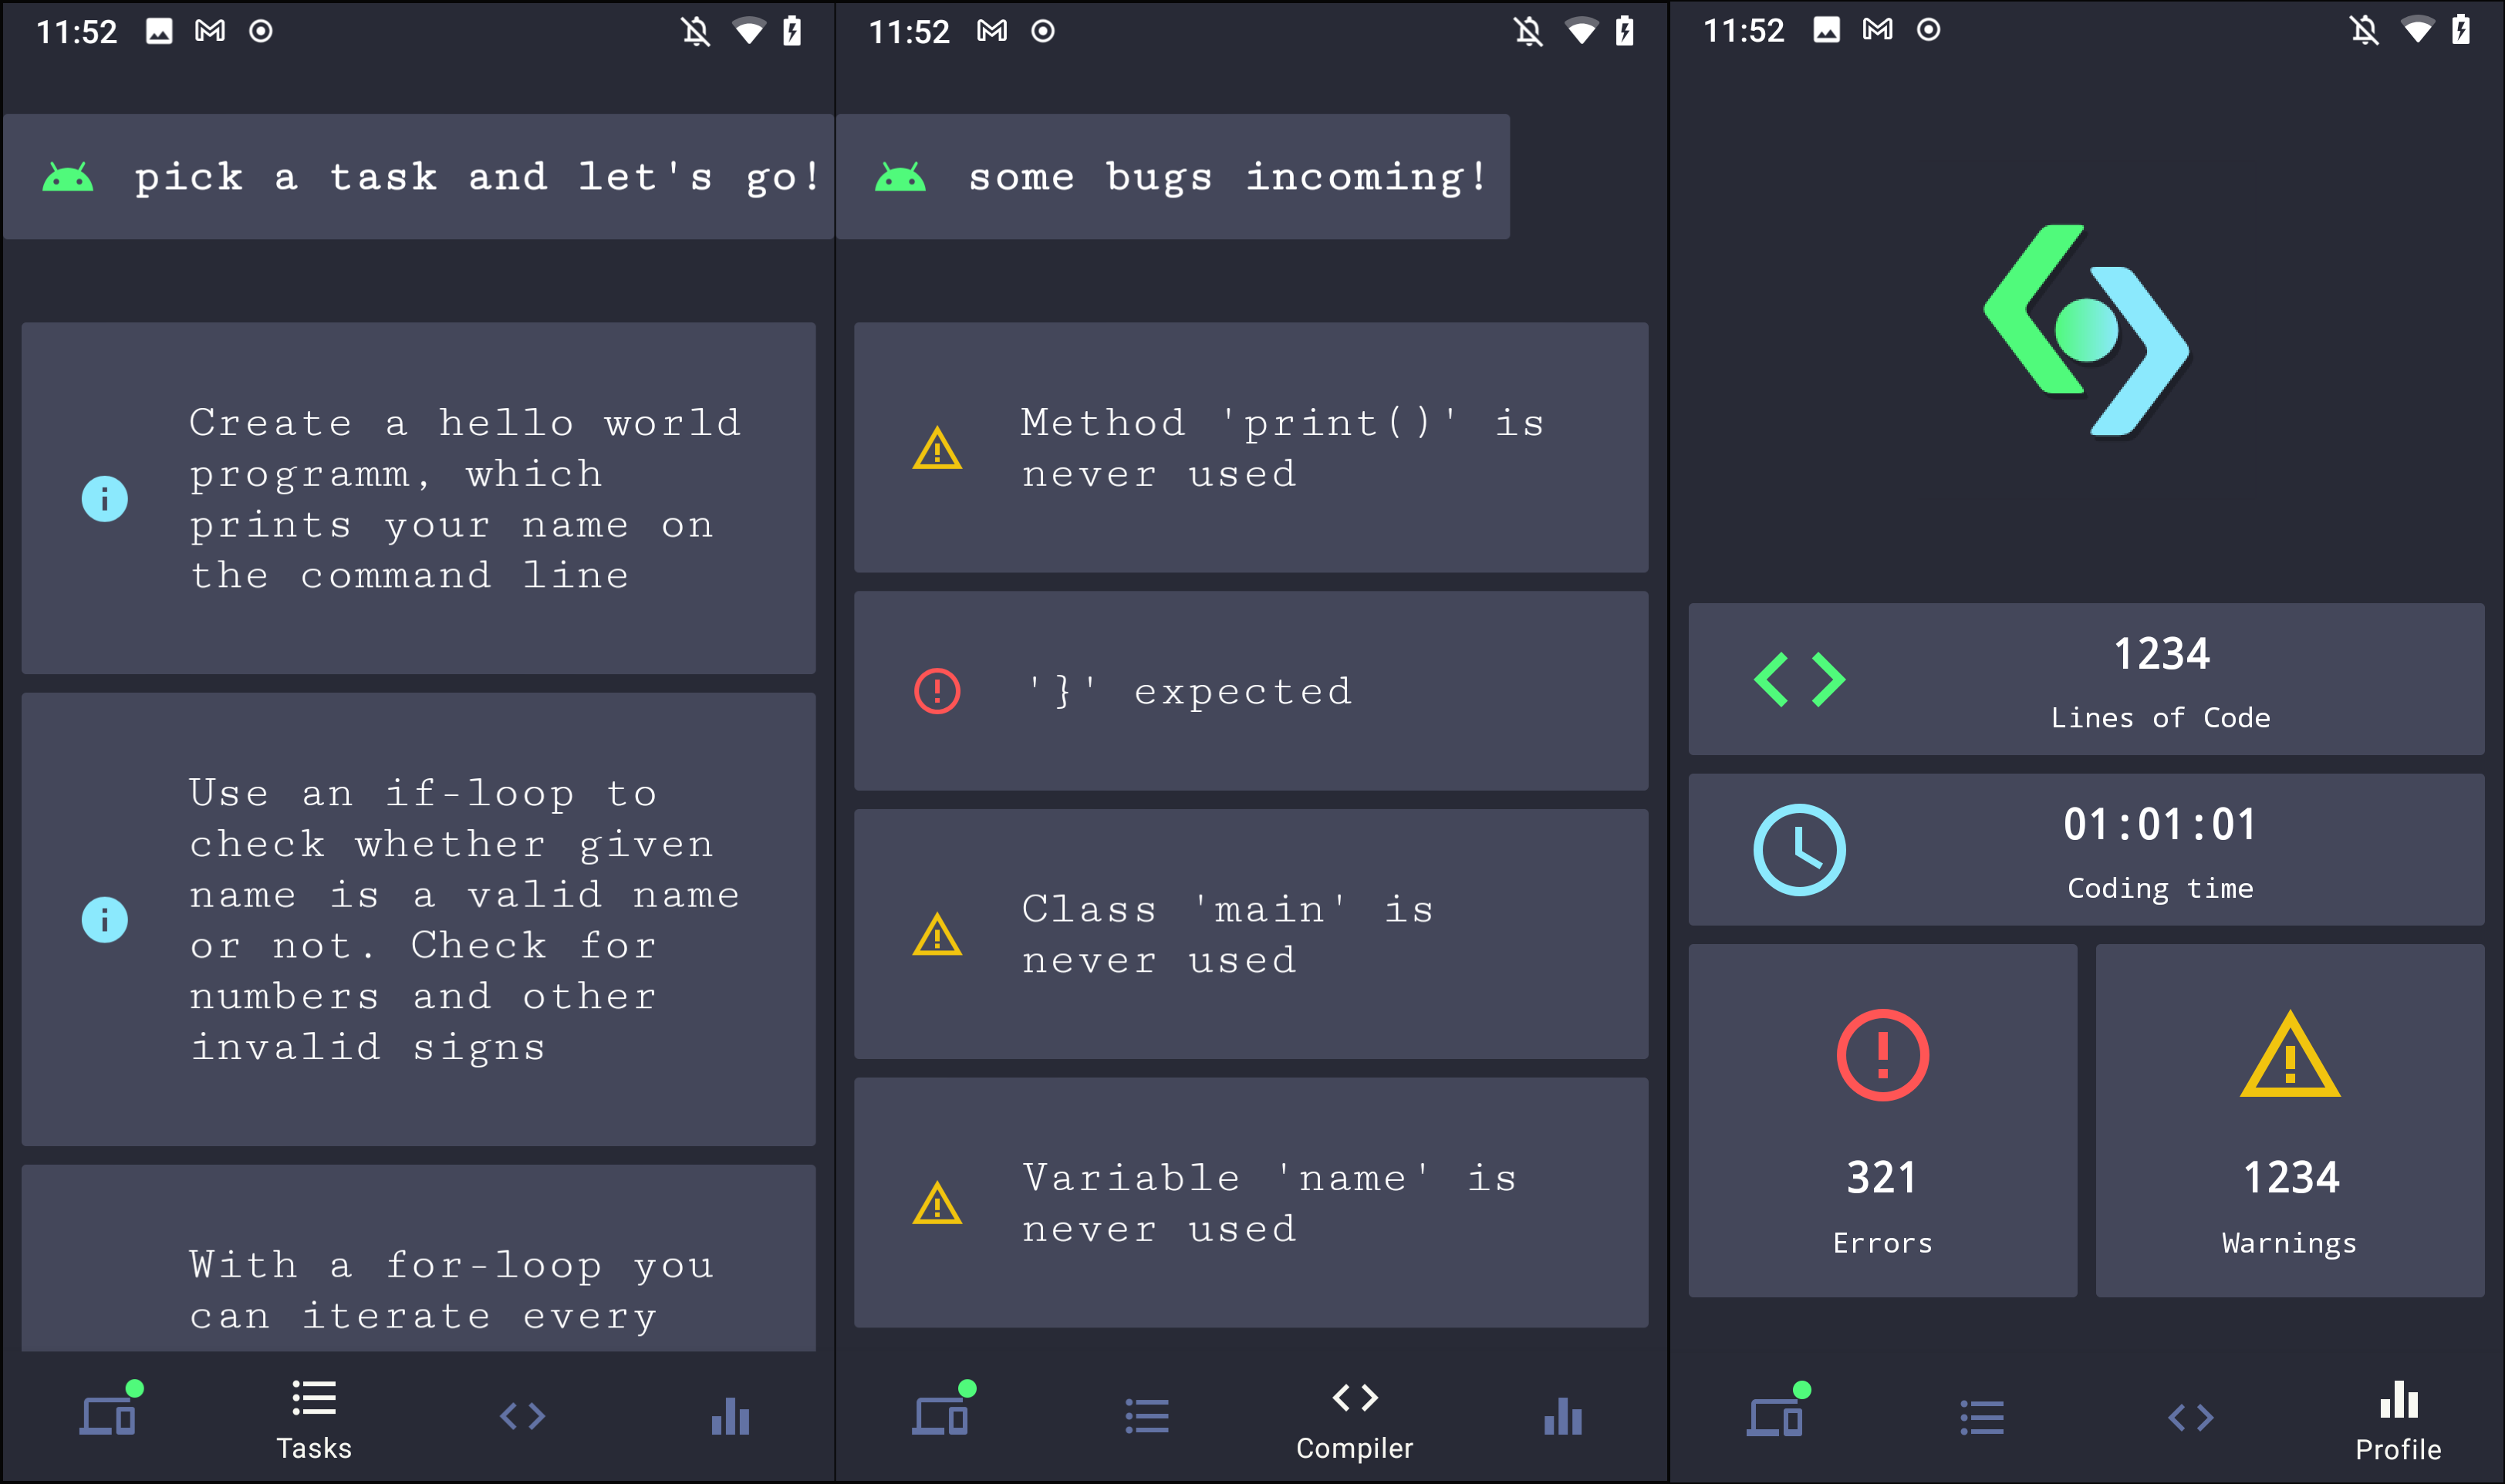 11:52
pick a task and let's go!
Create a hello world
programm, which
prints your name on
the command line
Use an if-loop to
check whether given
name is a valid name
or not. Check for
numbers and other
invalid signs
With a for-loop you
can iterate every
Tasks
11:52
some bugs incoming!
Method 'print()' is
never used
'}' expected
Class 'main' is
never used
Variable 'name' is
never used
Compiler
11:52
1234
Lines of Code
01:01:01
Coding time
321
Errors
1234
Warnings
Profile